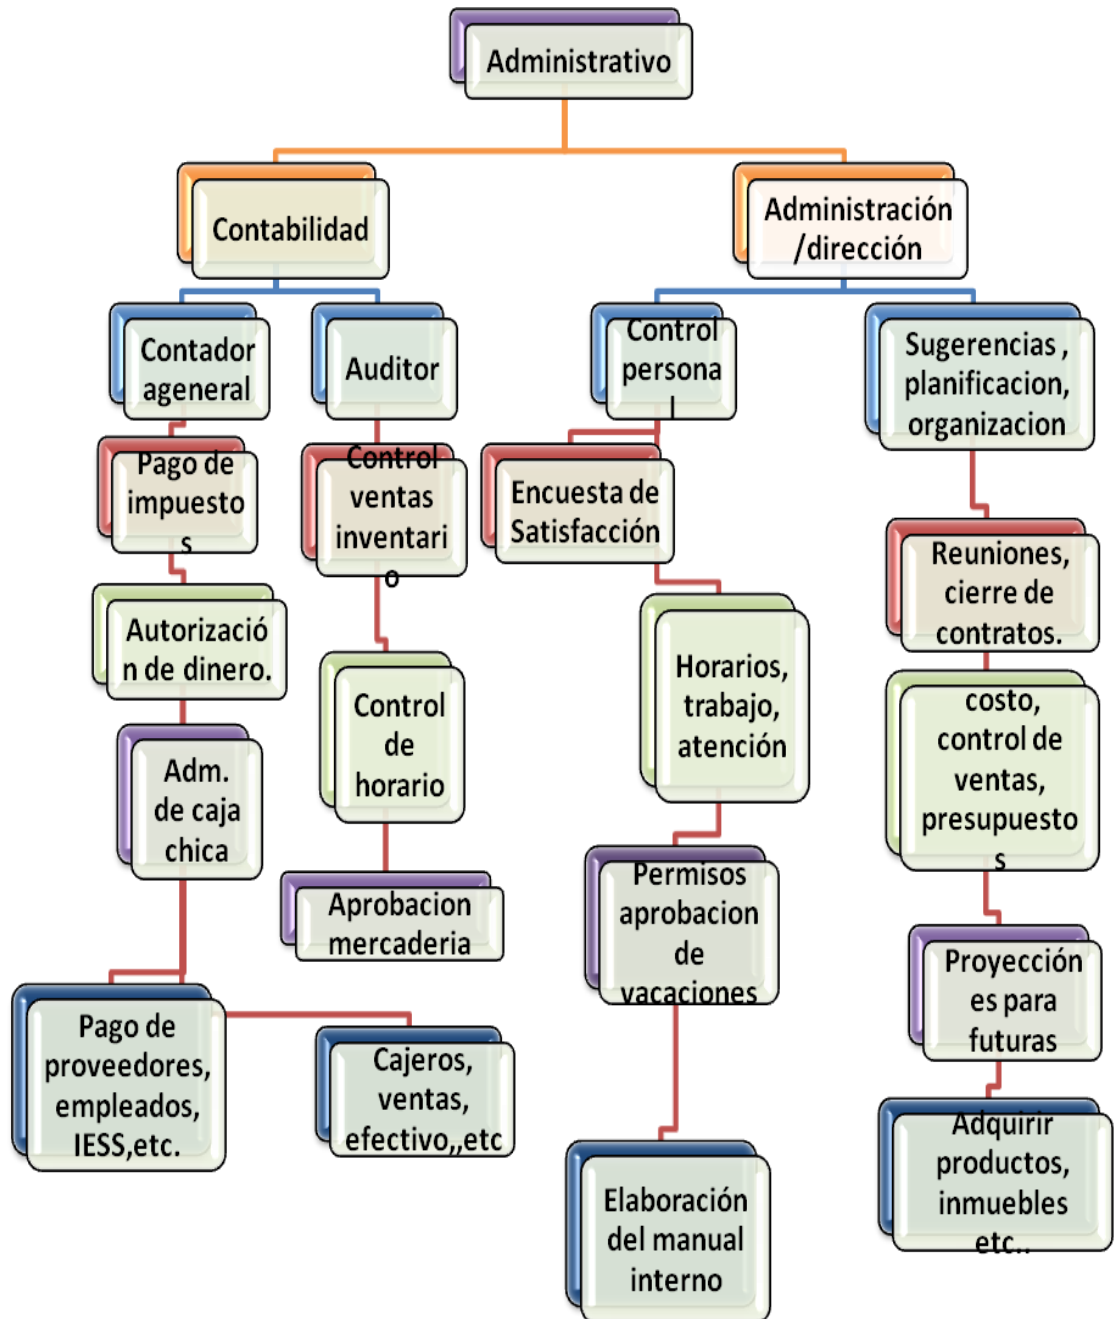 Administrativo
Contabilidad
Administración
/dirección
Contador
ageneral
Auditor
Control
persona
l
Sugerencias ,
planificacion,
organizacion
Pago de
impuesto
s
Control
ventas
inventari
o
Encuesta de
Satisfacción
Reuniones,
cierre de
contratos.
Autorizació
n de dinero.
Control
de
horario
Horarios,
trabajo,
atención
costo,
control de
ventas,
presupuesto
s
Adm.
de caja
chica
Aprobacion
mercaderia
Permisos
aprobacion
de
vacaciones
Proyección
es para
futuras
Pago de
proveedores,
empleados,
IESS,etc.
Cajeros,
ventas,
efectivo,,etc
Elaboración
del manual
interno
Adquirir
productos,
inmuebles
etc..